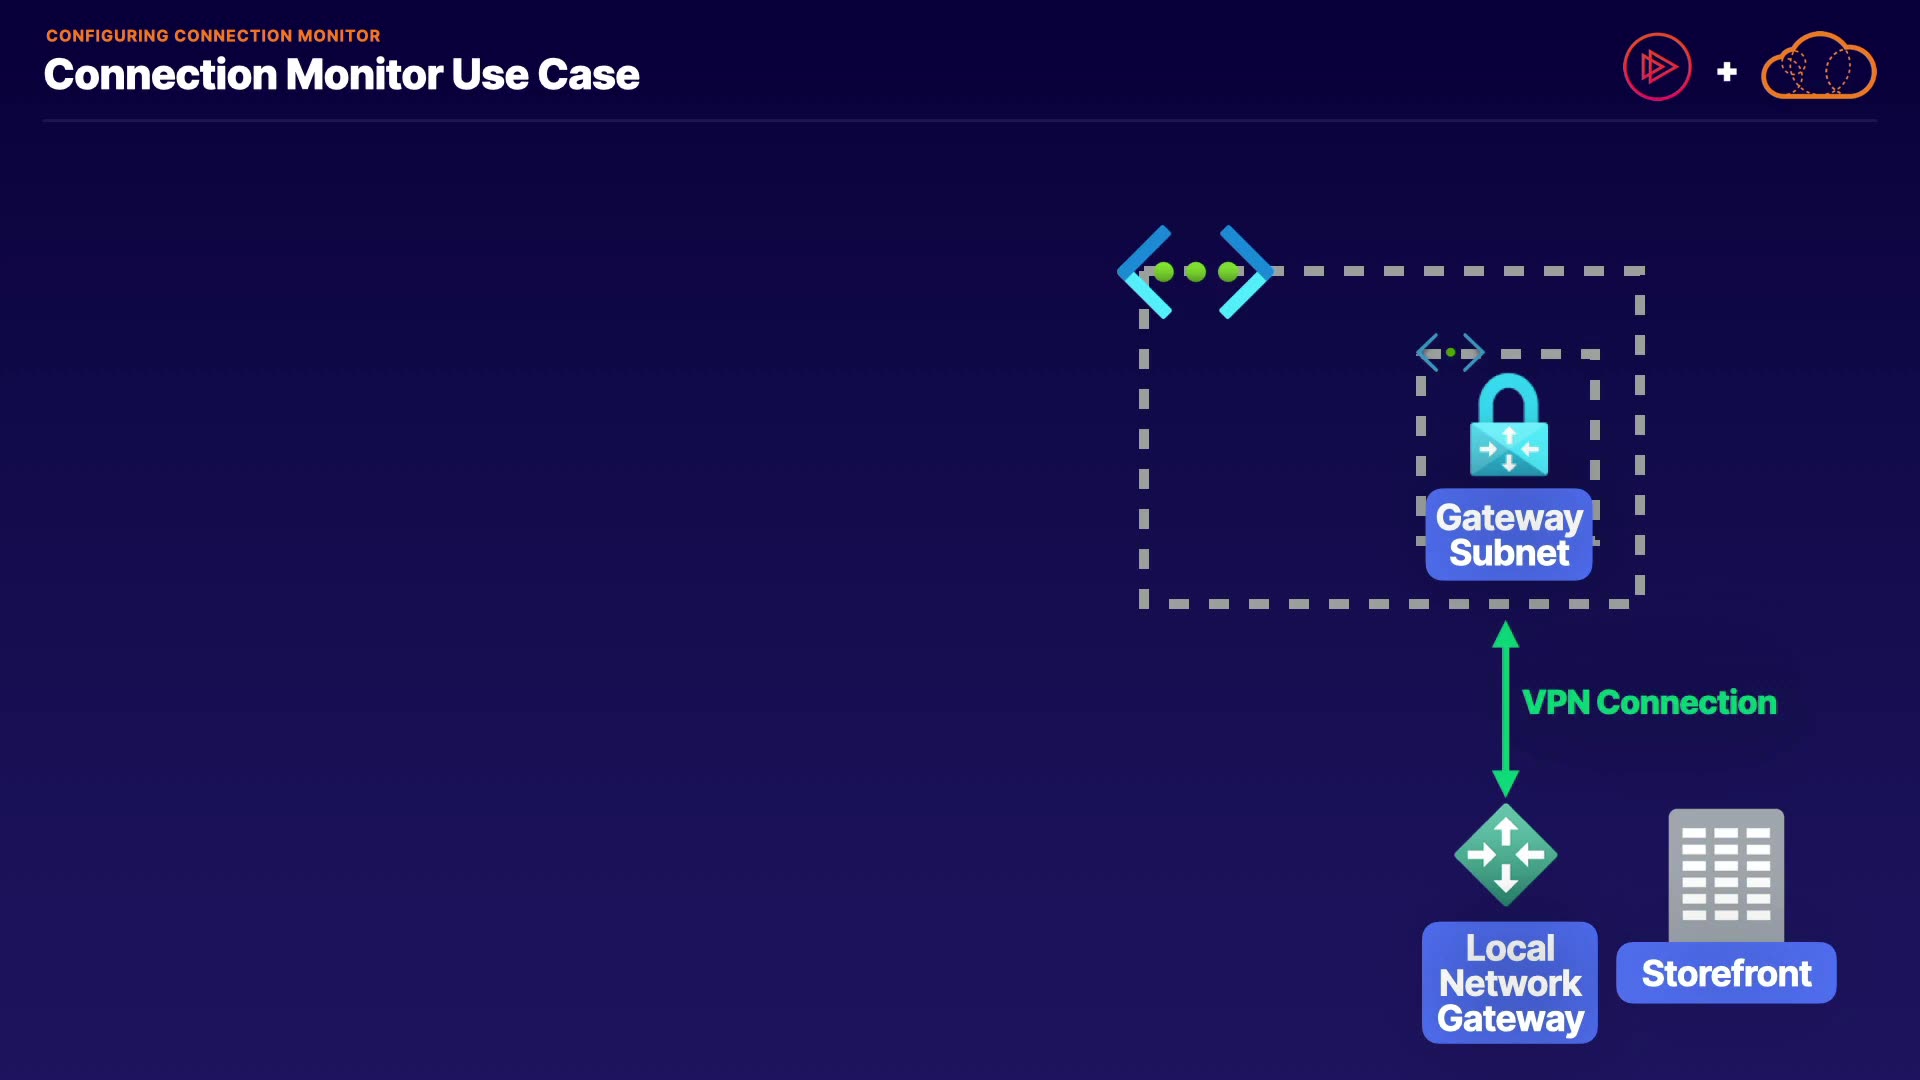 CONFIGURING CONNECTION MONITOR
Connection Monitor Use Case
Gateway
Subnet
VPN Connection
Local
Network
Gateway
Storefront